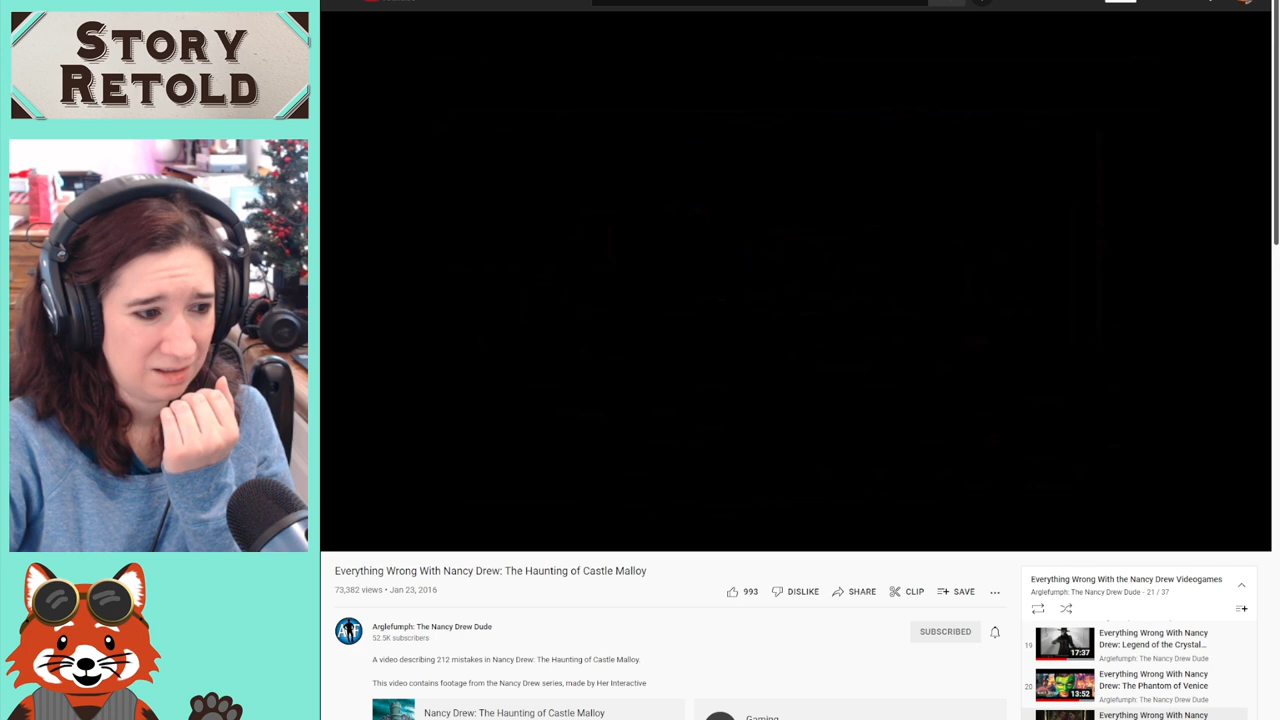 STORY
RETOLD
Everything Wrong With Nancy Drew: The Haunting of Castle Malloy
73,382 views • Jan 23, 2016
993
DISLIKE
SHARE
CLIP
SAVE
Arglefumph: The Nancy Drew Dude
52.5K subscribers
SUBSCRIBED
A video describing 212 mistakes in Nancy Drew: The Haunting of Castle Malloy.
This video contains footage from the Nancy Drew series, made by Her Interactive
Nancy Drew: The Haunting of Castle Malloy
Gaming
Everything Wrong With the Nancy Drew Videogames
Arglefumph: The Nancy Drew Dude - 21 / 37
19
17:37
Everything Wrong With Nancy
Drew: Legend of the Crystal...
Arglefumph: The Nancy Drew Dude
20
13:52
Everything Wrong With Nancy
Drew: The Phantom of Venice
Arglefumph: The Nancy Drew Dude
Everything Wrong With Nancy